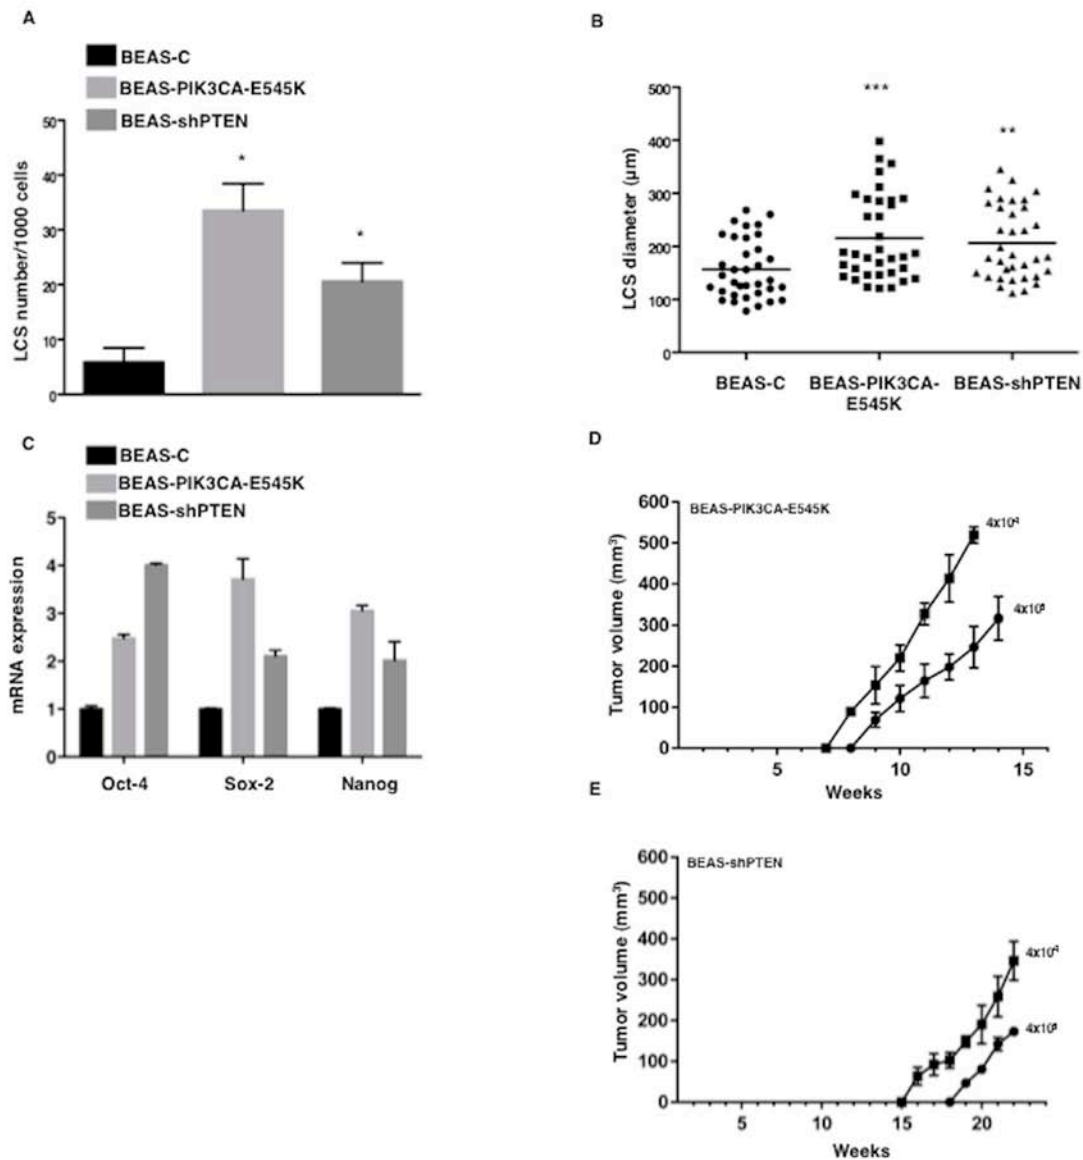 A
BEAS-C
BEAS-PIK3CA-E545K
BEAS-shPTEN
50
40
30
20
10
0
LCS number/1000 cells
*
*
B
500
400
300
200
100
0
LCS diameter (μm)
***
**
BEAS-C
BEAS-PIK3CA-
E545K
BEAS-shPTEN
C
BEAS-C
BEAS-PIK3CA-E545K
BEAS-shPTEN
5
4
3
2
1
0
mRNA expression
Oct-4
Sox-2
Nanog
D
BEAS-PIK3CA-E545K
600
500
400
300
200
100
0
Tumor volume (mm³)
5
10
15
Weeks
E
BEAS-shPTEN
600
500
400
300
200
100
0
Tumor volume (mm³)
5
10
15
20
Weeks